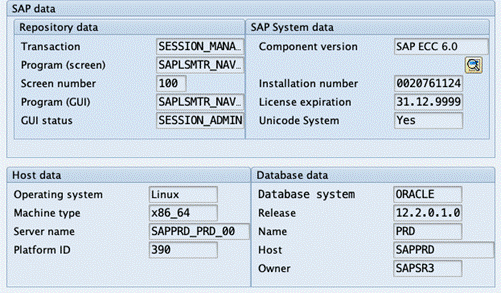 SAP data
Repository data
Transaction SESSION_MANA…
Program (screen) SAPLSMTR_NAV…
Screen number 100
Program (GUI) SAPLSMTR_NAV…
GUI status SESSION_ADMIN
SAP System data
Component version SAP ECC 6.0
Installation number 0020761124
License expiration 31.12.9999
Unicode System Yes
Host data
Operating system Linux
Machine type x86_64
Server name SAPPRD_PRD_00
Platform ID 390
Database data
Database system ORACLE
Release 12.2.0.1.0
Name PRD
Host SAPPRD
Owner SAPSR3